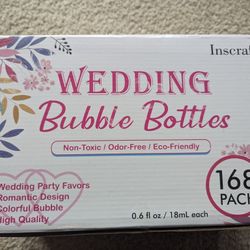 Inscraf
WEDDING
Bubble Bottles
Non-Toxic / Odor-Free / Eco-Friendly
168
PACK
Wedding Party Favors
Romantic Design
Colorful Bubble
High Quality
0.6 fl oz / 18mL each